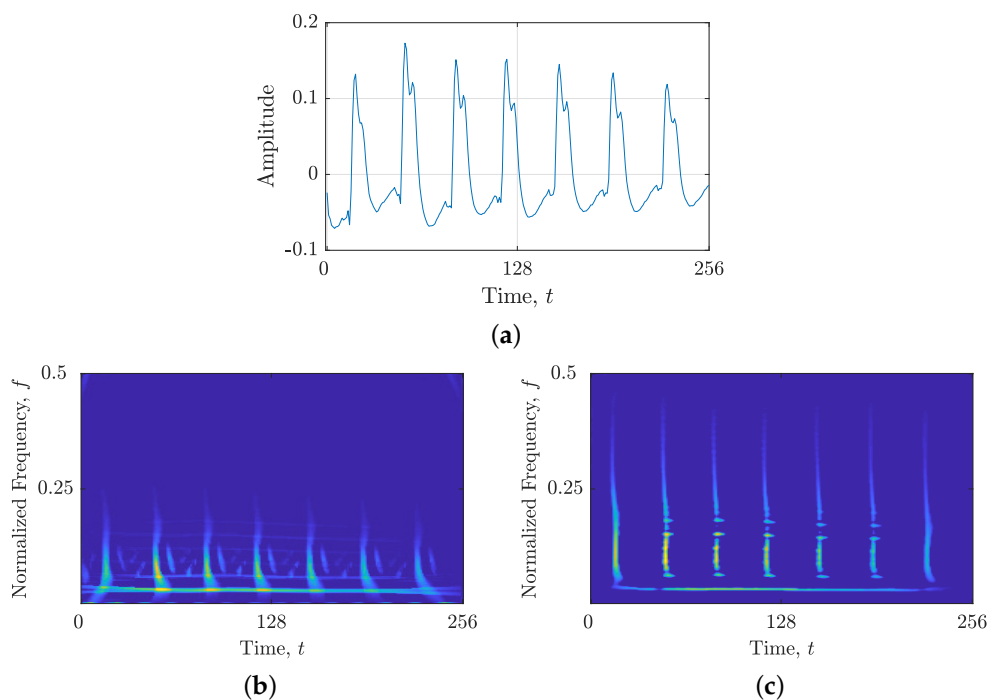 0.2
0.1
0
-0.1
Amplitude
0 128 256
Time, t
(a)
0.5
0.25
Normalized Frequency, f
0 128 256
Time, t
(b)
0.5
0.25
Normalized Frequency, f
0 128 256
Time, t
(c)